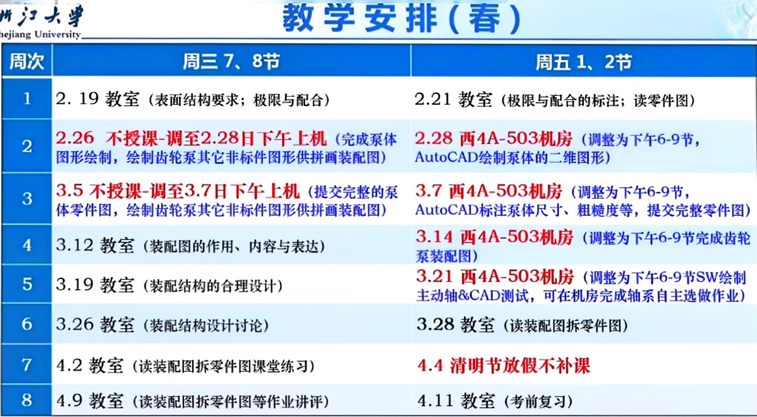 浙江大学
Zhejiang University
教学安排(春)
周次 周三 7、8节 周五 1、2节
1 2. 19 教室（表面结构要求；极限与配合） 2.21 教室（极限与配合的标注；读零件图）
2 2.26 不授课-调至2.28日下午上机（完成泵体 2.28 西4A-503机房（调整为下午6-9节，
图形绘制，绘制齿轮泵其它非标件图形供拼画装配图） AutoCAD绘制泵体的二维图形）
3 3.5 不授课-调至3.7日下午上机（提交完整的泵 3.7 西4A-503机房（调整为下午6-9节，
体零件图，绘制齿轮泵其它非标件图形供拼画装配图） AutoCAD标注泵体尺寸、粗糙度等，提交完整零件图）
4 3.12 教室（装配图的作用、内容与表达） 3.14 西4A-503机房（调整为下午6-9节完成齿轮
泵装配图）
5 3.19 教室（装配结构的合理设计） 3.21 西4A-503机房（调整为下午6-9节SW绘制
主动轴&CAD测试，可在机房完成轴系自主选做作业）
6 3.26 教室（装配结构设计讨论） 3.28 教室（读装配图拆零件图）
7 4.2 教室（读装配图拆零件图课堂练习） 4.4 清明节放假不补课
8 4.9 教室（读装配图拆零件图等作业讲评） 4.11 教室（考前复习）